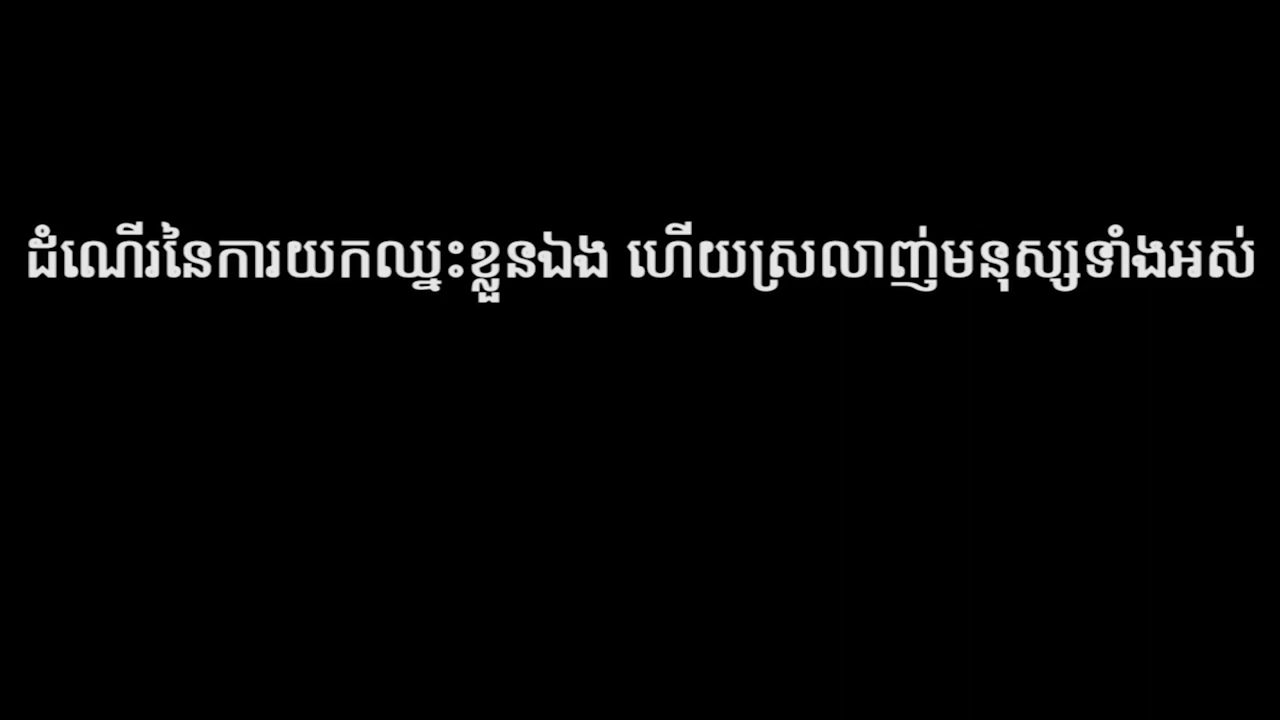 ដំណើរនៃការយកឈ្នះខ្លួនឯង ហើយស្រលាញ់មនុស្សទាំងអស់